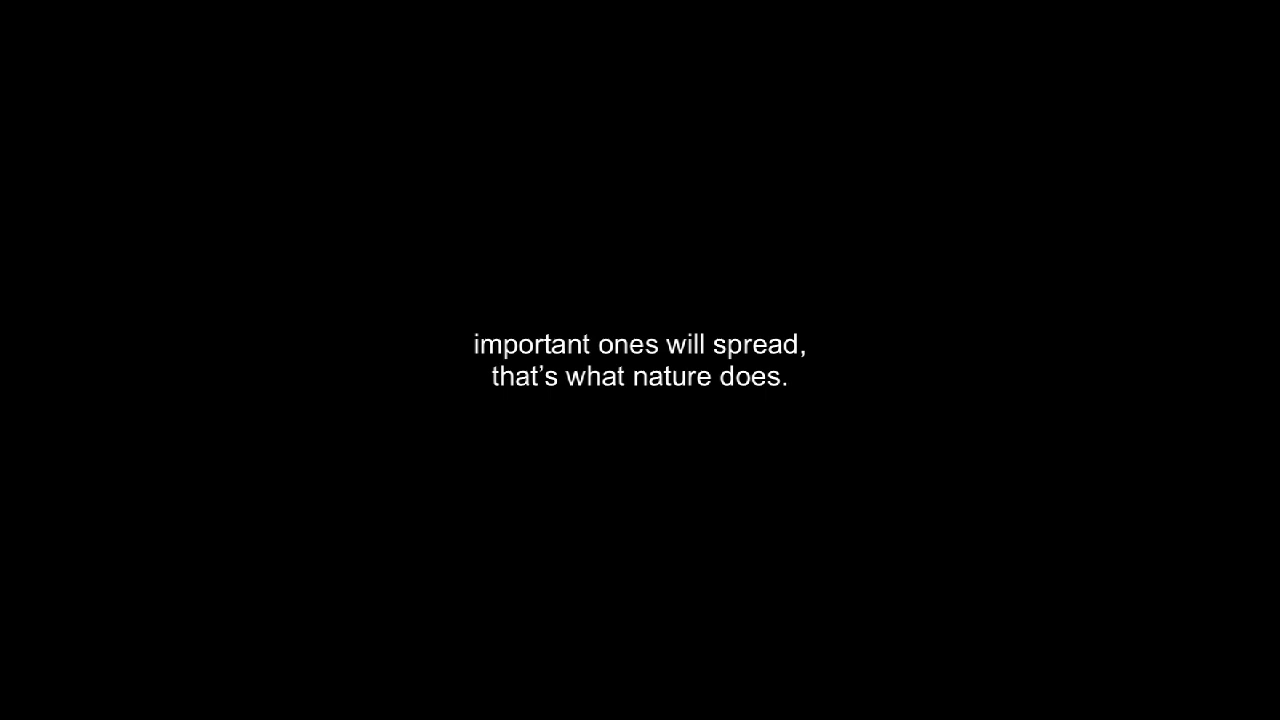 important ones will spread,
that’s what nature does.